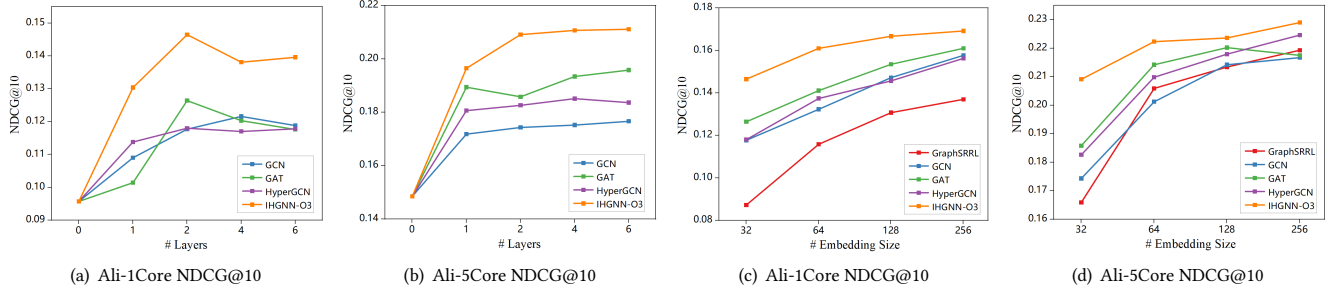 0.15
0.14
0.13
0.12
0.11
0.10
0.09
NDCG@10
0 1 2 4 6
# Layers
GCN
GAT
HyperGCN
IHGNN-O3
(a) Ali-1Core NDCG@10
0.22
0.20
0.18
0.16
0.14
NDCG@10
0 1 2 4 6
# Layers
GCN
GAT
HyperGCN
IHGNN-O3
(b) Ali-5Core NDCG@10
0.18
0.16
0.14
0.12
0.10
0.08
NDCG@10
32 64 128 256
# Embedding Size
GraphSRRL
GCN
GAT
HyperGCN
IHGNN-O3
(c) Ali-1Core NDCG@10
0.23
0.22
0.21
0.20
0.19
0.18
0.17
0.16
NDCG@10
32 64 128 256
# Embedding Size
GraphSRRL
GCN
GAT
HyperGCN
IHGNN-O3
(d) Ali-5Core NDCG@10